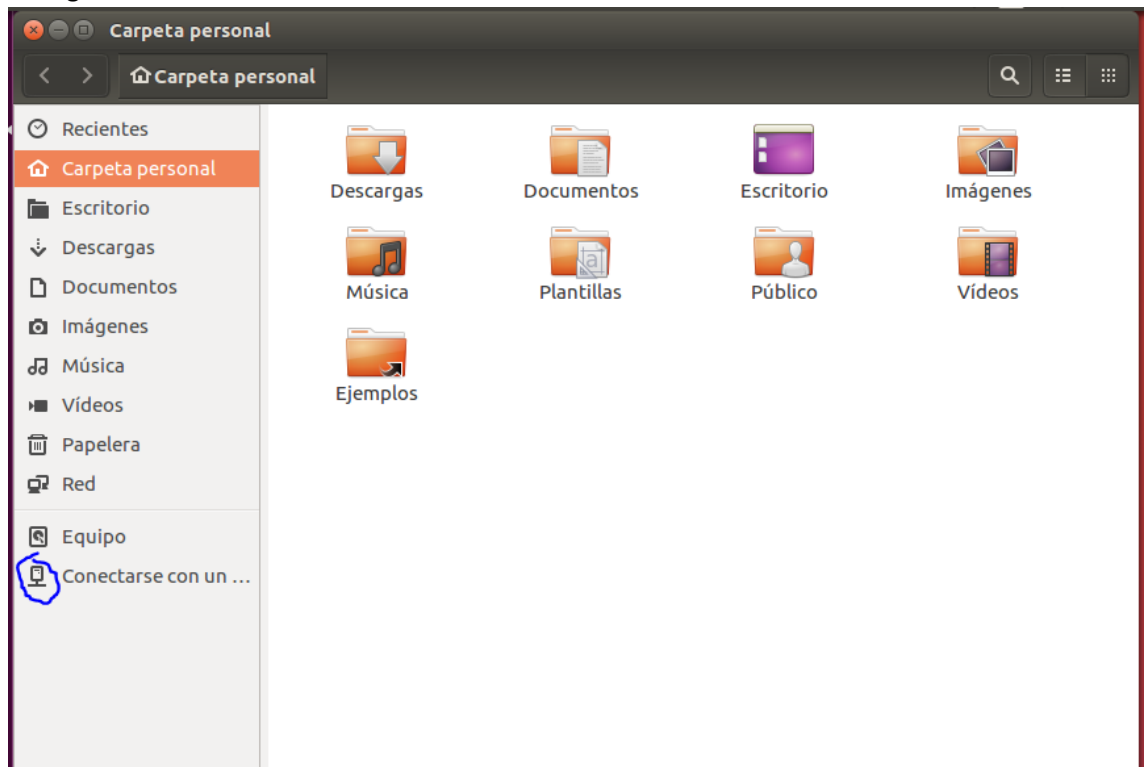 Carpeta personal
Carpeta personal
Recientes
Carpeta personal
Escritorio
Descargas
Documentos
Imágenes
Música
Vídeos
Papelera
Red
Equipo
Conectarse con un ...
Descargas Documentos Escritorio Imágenes
Música Plantillas Público Vídeos
Ejemplos